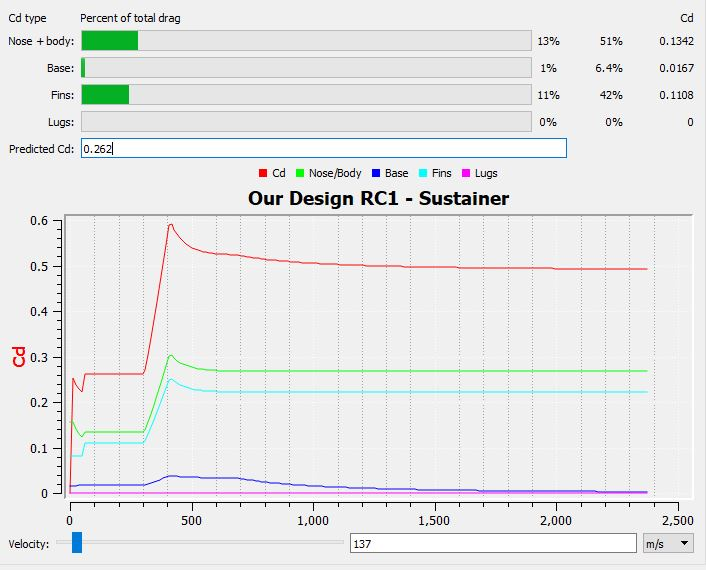 Cd type Percent of total drag Cd
Nose + body: 13% 51% 0.1342
Base: 1% 6.4% 0.0167
Fins: 11% 42% 0.1108
Lugs: 0% 0% 0
Predicted Cd: 0.262
Cd Nose/Body Base Fins Lugs
Our Design RC1 - Sustainer
0.6
0.5
0.4
Cd
0.3
0.2
0.1
0
0 500 1,000 1,500 2,000 2,500
Velocity: 137 m/s